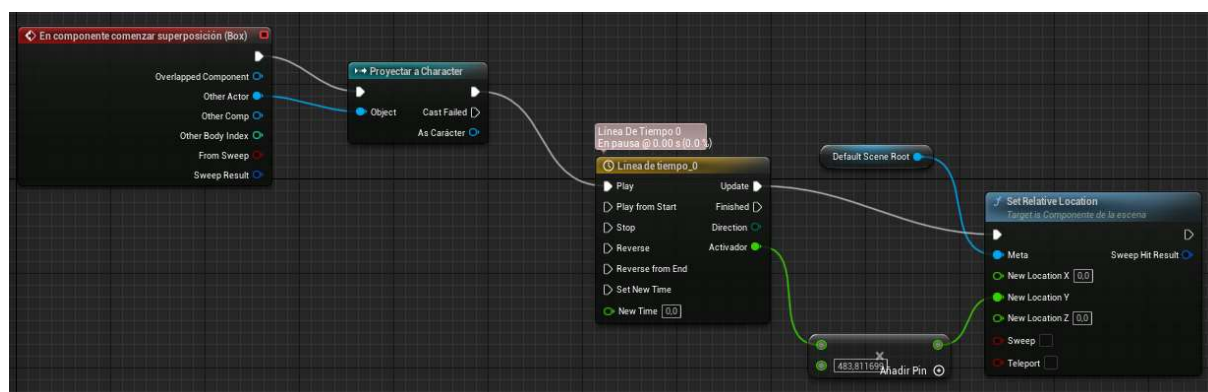 En componente comenzar superposición (Box)
Overlapped Component
Other Actor
Other Comp
Other Body Index
From Sweep
Sweep Result
Proyectar a Character
Object
Cast Failed
As Carácter
Linea De Tiempo 0
En pausa @ 0.00 s (0.0 %)
Linea de tiempo_0
Play
Update
Play from Start
Finished
Stop
Direction
Reverse
Activador
Reverse from End
Set New Time
New Time 0,0
Default Scene Root
483,811699
Añadir Pin
Set Relative Location
Target is Componente de la escena
Meta
Sweep Hit Result
New Location X 0,0
New Location Y
New Location Z 0,0
Sweep
Teleport